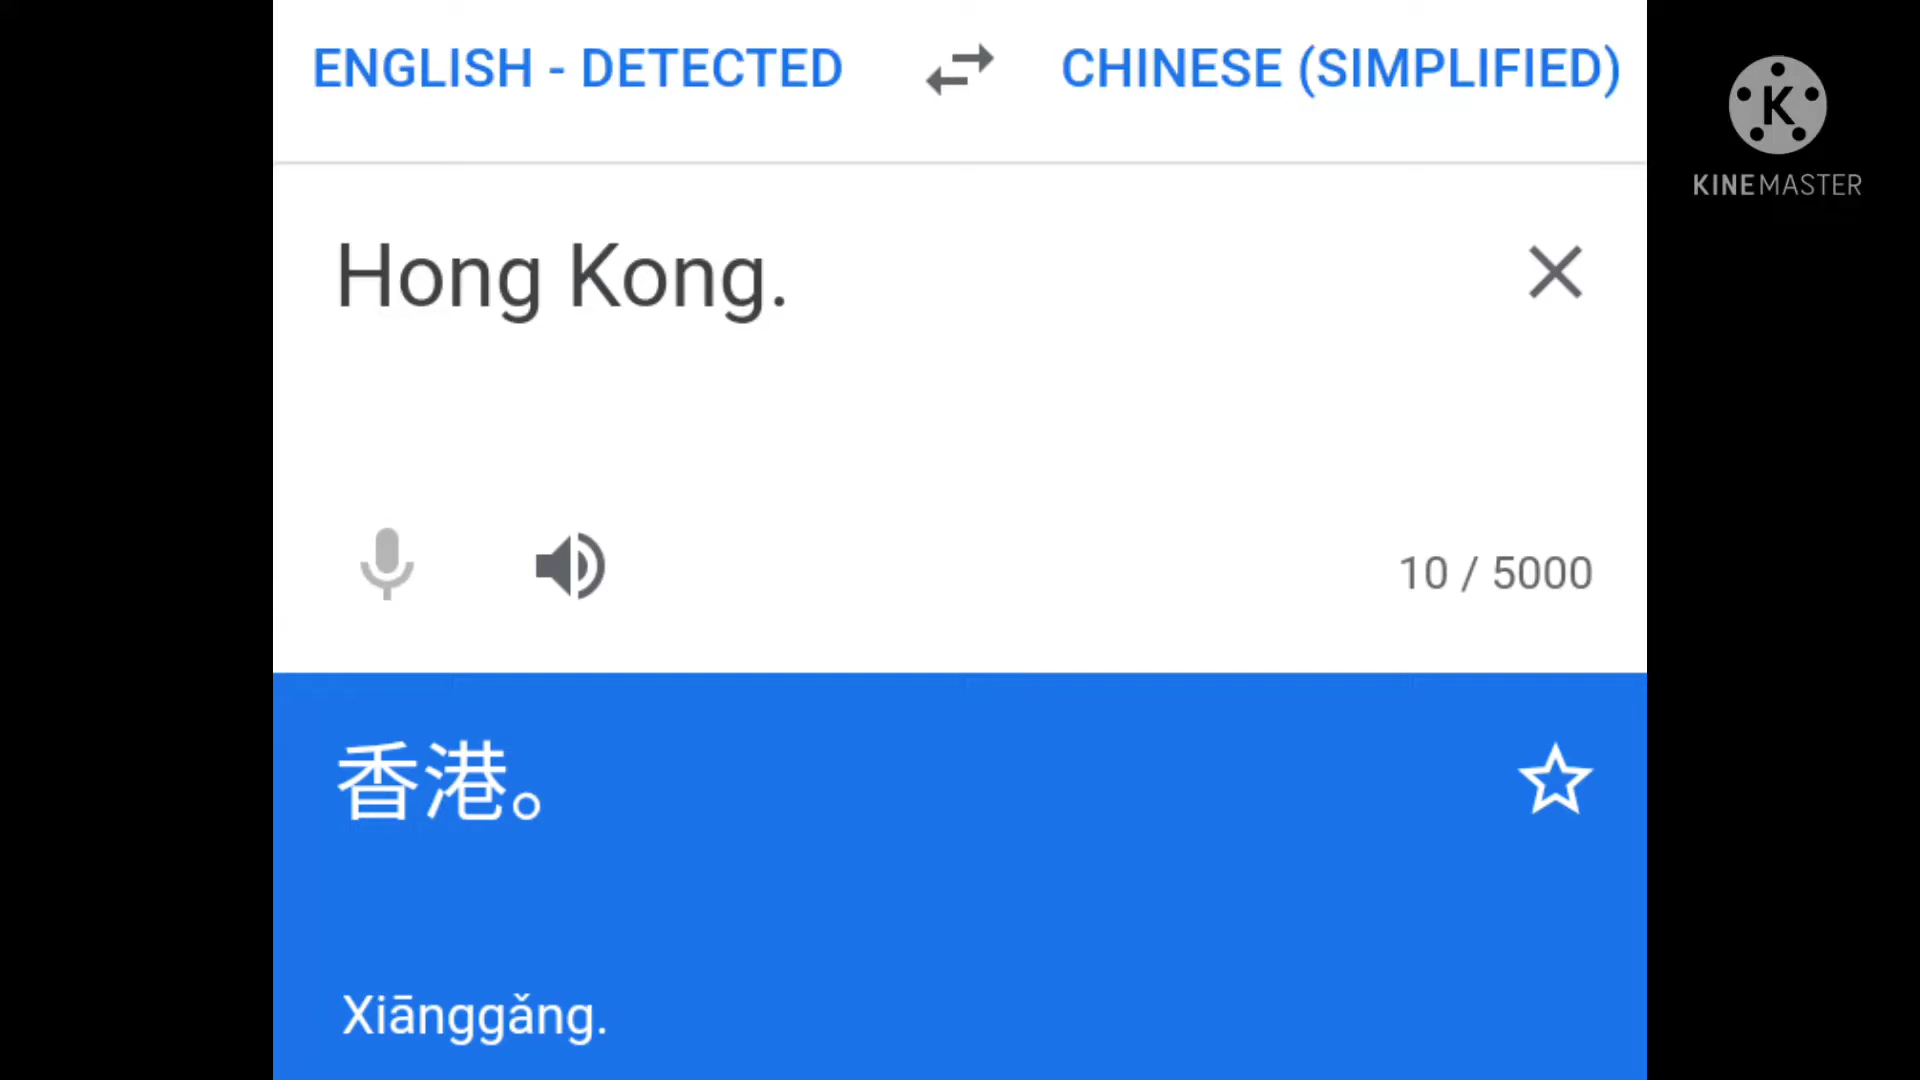 ENGLISH - DETECTED CHINESE (SIMPLIFIED)
K
KINEMASTER
Hong Kong.
10 / 5000
香港。
Xiānggǎng.